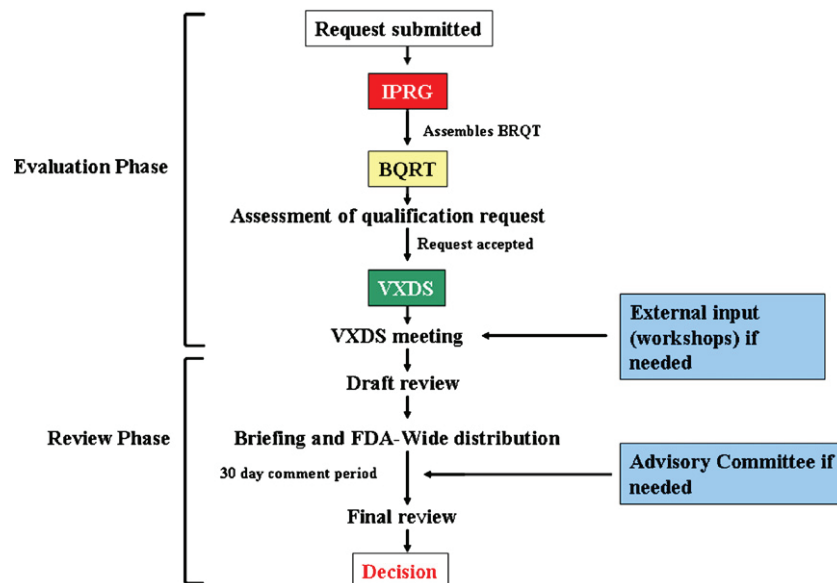 Request submitted
IPRG
Assembles BRQT
Evaluation Phase
BQRT
Assessment of qualification request
Request accepted
VXDS
External input
(workshops) if
needed
VXDS meeting
Draft review
Review Phase
Briefing and FDA-Wide distribution
30 day comment period
Advisory Committee if
needed
Final review
Decision